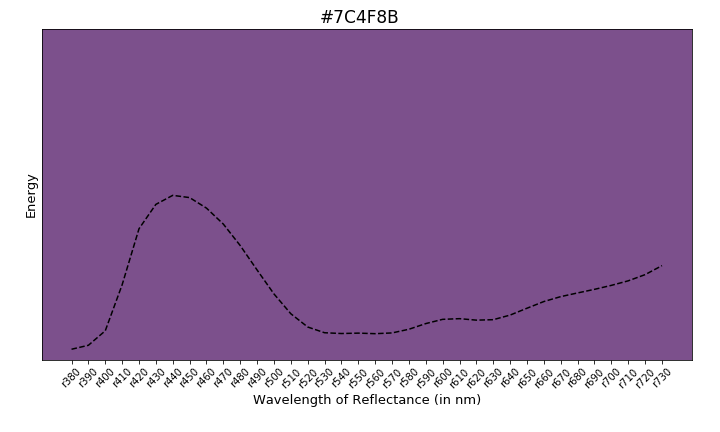 #7C4F8B
Energy
r380 r390 r400 r410 r420 r430 r440 r450 r460 r470 r480 r490 r500 r510 r520 r530 r540 r550 r560 r570 r580 r590 r600 r610 r620 r630 r640 r650 r660 r670 r680 r690 r700 r710 r720 r730
Wavelength of Reflectance (in nm)